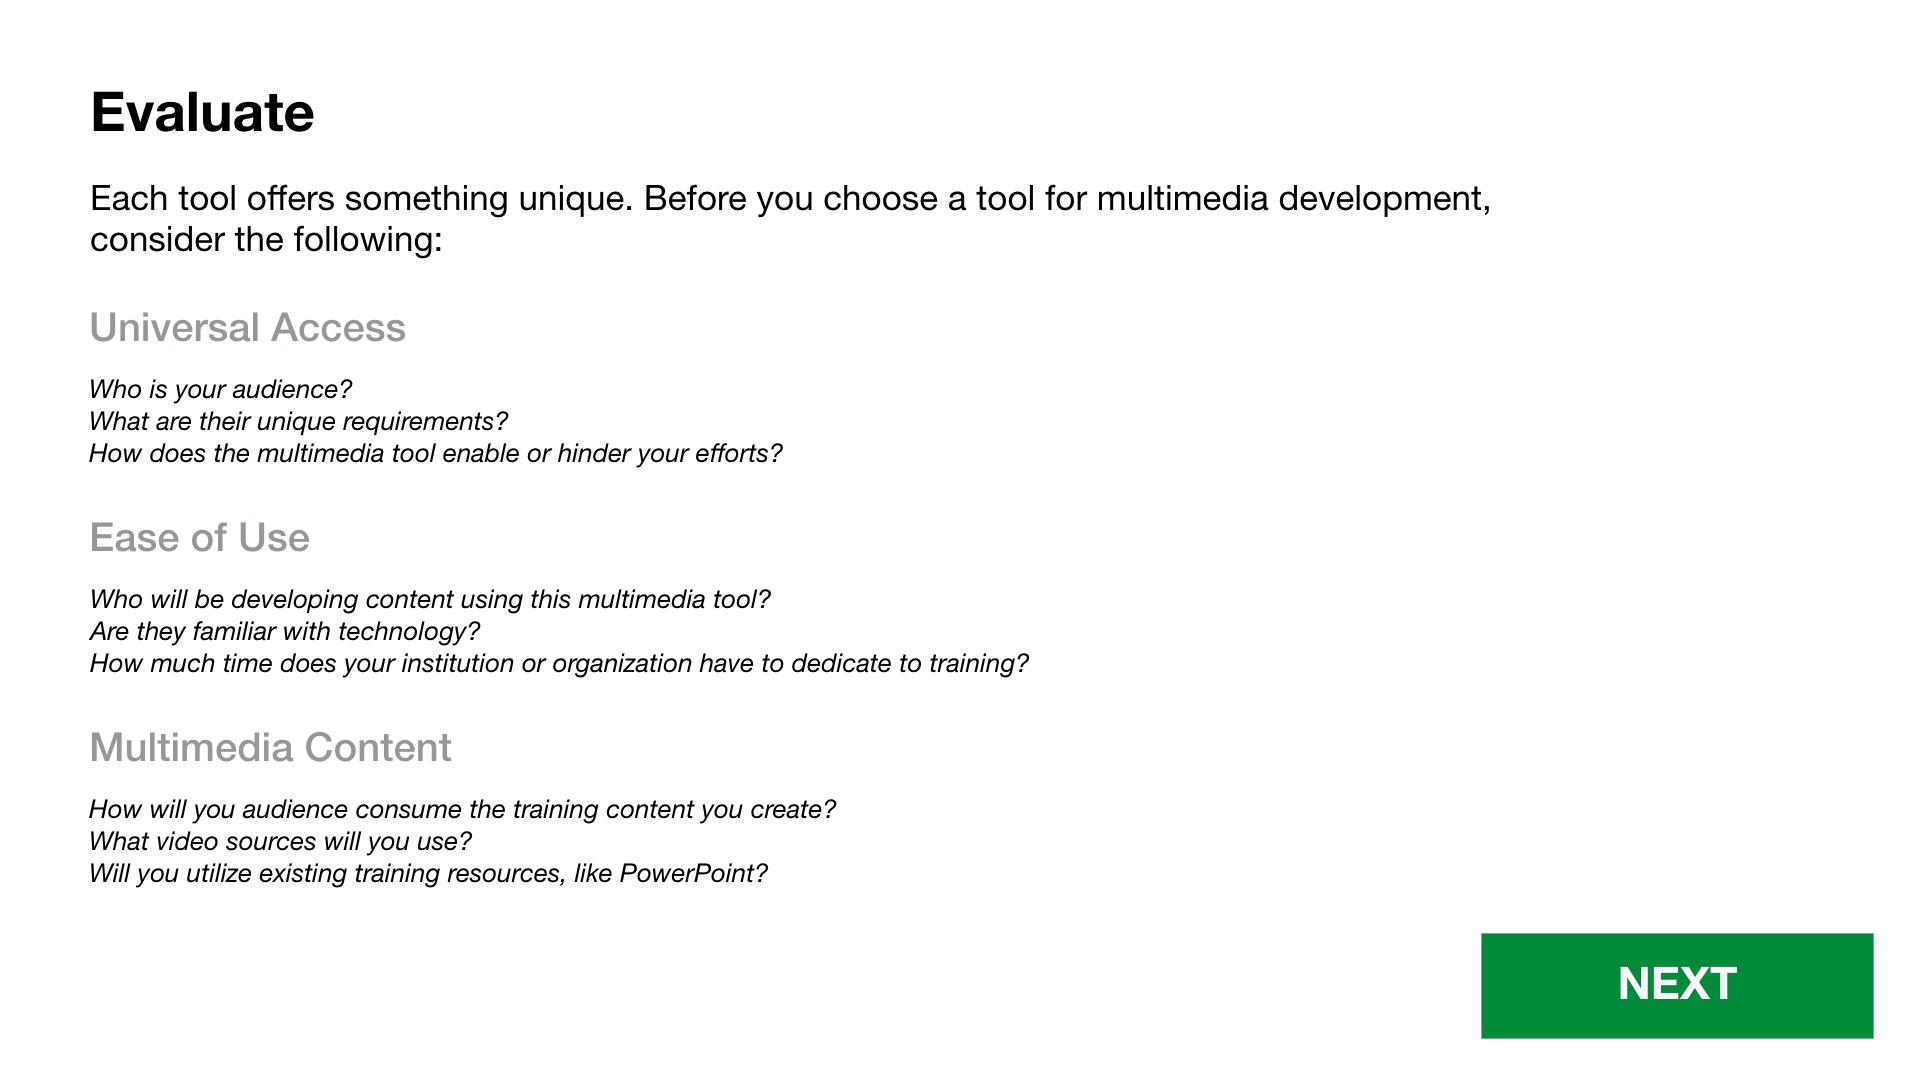 Evaluate
Each tool offers something unique. Before you choose a tool for multimedia development,
consider the following:
Universal Access
Who is your audience?
What are their unique requirements?
How does the multimedia tool enable or hinder your efforts?
Ease of Use
Who will be developing content using this multimedia tool?
Are they familiar with technology?
How much time does your institution or organization have to dedicate to training?
Multimedia Content
How will you audience consume the training content you create?
What video sources will you use?
Will you utilize existing training resources, like PowerPoint?
NEXT